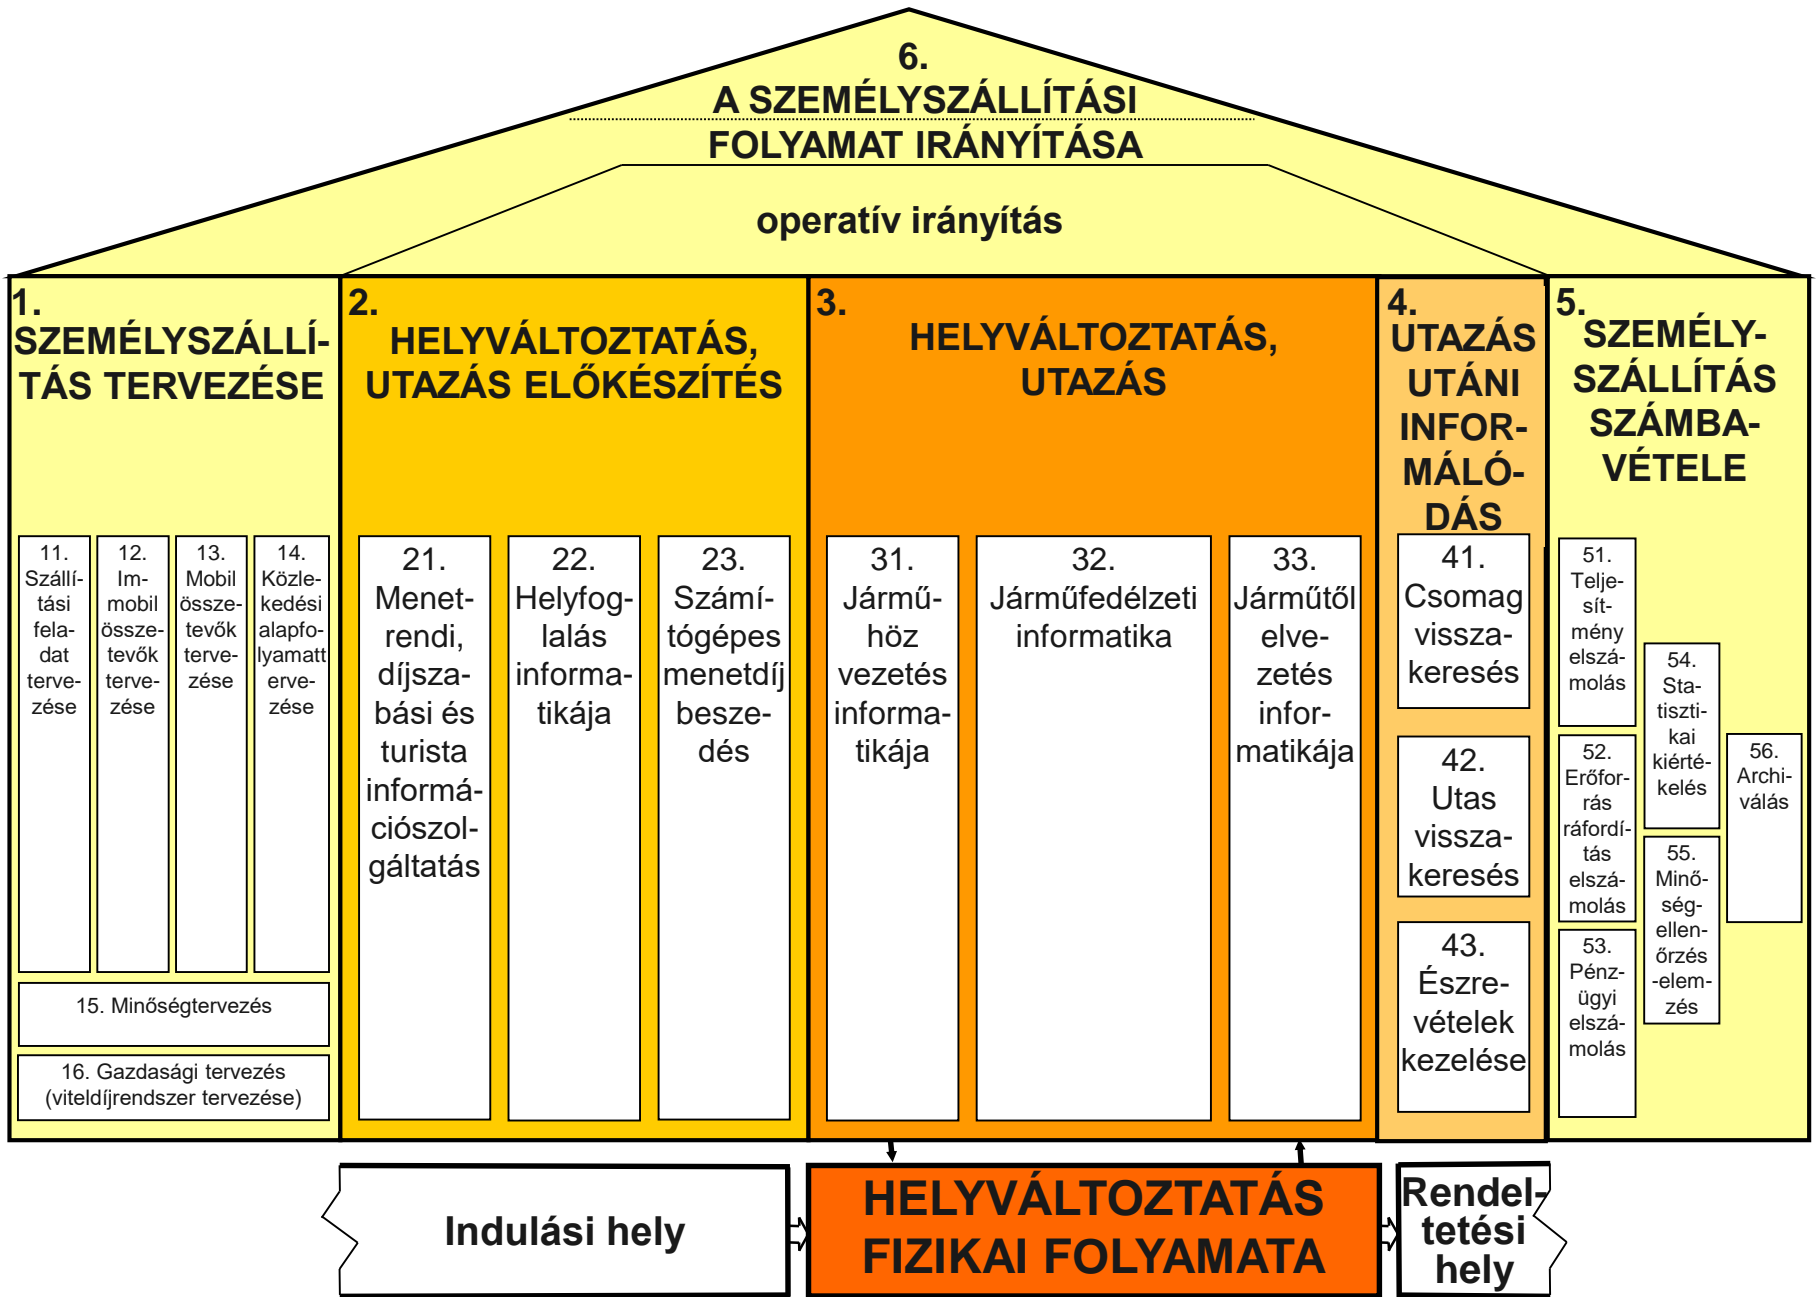 6.
A SZEMÉLYSZÁLLÍTÁSI
FOLYAMAT IRÁNYÍTÁSA
operatív irányítás
1.
SZEMÉLYSZÁLLÍ-
TÁS TERVEZÉSE
11.
Szállí-
tási
fela-
dat
terve-
zése
12.
Im-
mobil
össze-
tevők
terve-
zése
13.
Mobil
össze-
tevők
terve-
zése
14.
Közle-
kedési
alapfo-
lyamatt
erve-
zése
15. Minőségtervezés
16. Gazdasági tervezés
(viteldíjrendszer tervezése)
2.
HELYVÁLTOZTATÁS,
UTAZÁS ELŐKÉSZÍTÉS
21.
Menet-
rendi,
díjsza-
bási és
turista
informá-
ciószol-
gáltatás
22.
Helyfog-
lalás
informa-
tikája
23.
Számí-
tógépes
menetdíj
besze-
dés
3.
HELYVÁLTOZTATÁS,
UTAZÁS
31.
Jármű-
höz
vezetés
informa-
tikája
32.
Járműfedélzeti
informatika
33.
Járműtől
elve-
zetés
infor-
matikája
4.
UTAZÁS
UTÁNI
INFOR-
MÁLÓ-
DÁS
41.
Csomag
vissza-
keresés
42.
Utas
vissza-
keresés
43.
Észre-
vételek
kezelése
5.
SZEMÉLY-
SZÁLLÍTÁS
SZÁMBA-
VÉTELE
51.
Telje-
sít-
mény
elszá-
molás
52.
Erőfor-
rás
ráfordí-
tás
elszá-
molás
53.
Pénz-
ügyi
elszá-
molás
54.
Sta-
tiszti-
kai
kiérté-
kelés
55.
Minő-
ség-
ellen-
őrzés
-elem-
zés
56.
Archi-
válás
Indulási hely
HELYVÁLTOZTATÁS
FIZIKAI FOLYAMATA
Rendel-
tetési
hely